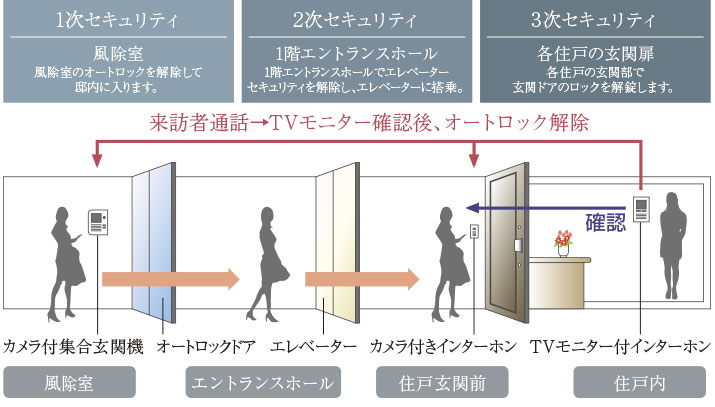 1次セキュリティ
風除室
風除室のオートロックを解除して
邸内に入ります。
2次セキュリティ
1階エントランスホール
1階エントランスホールでエレベーター
セキュリティを解除し、エレベーターに搭乗。
3次セキュリティ
各住戸の玄関扉
各住戸の玄関部で
玄関ドアのロックを解錠します。
来訪者通話→TVモニター確認後、オートロック解除
確認
カメラ付集合玄関機
オートロックドア
エレベーター
カメラ付きインターホン
TVモニター付インターホン
風除室
エントランスホール
住戸玄関前
住戸内